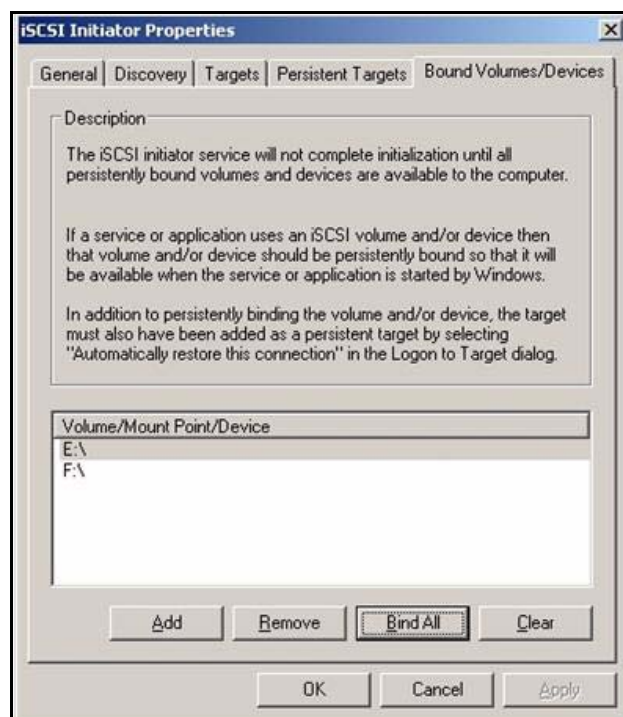 iSCSI Initiator Properties
General
Discovery
Targets
Persistent Targets
Bound Volumes/Devices
Description
The iSCSI initiator service will not complete initialization until all
persistently bound volumes and devices are available to the computer.
If a service or application uses an iSCSI volume and/or device then
that volume and/or device should be persistently bound so that it will
be available when the service or application is started by Windows.
In addition to persistently binding the volume and/or device, the target
must also have been added as a persistent target by selecting
"Automatically restore this connection" in the Logon to Target dialog.
Volume/Mount Point/Device
E:\
F:\
Add
Remove
Bind All
Clear
OK
Cancel
Apply